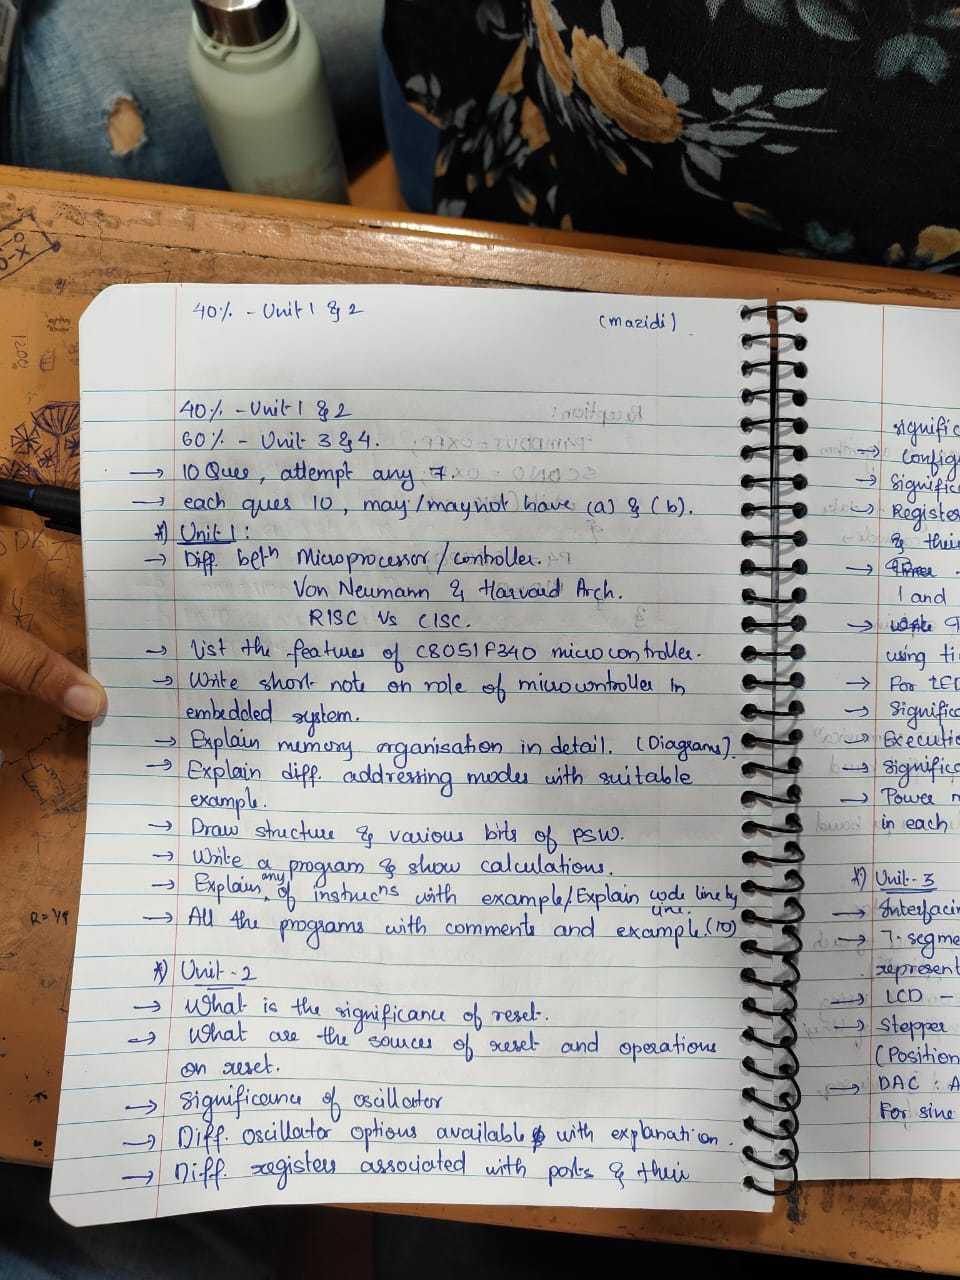 40% - Unit 1 & 2
(mazidi)
40% - Unit 1 & 2
60% - Unit 3 & 4.
→ 10 Ques, attempt any 7.
→ each ques 10, may/maynot have (a) & (b).
*) Unit 1:
→ Diff. betn Microprocessor/controller.
Von Neumann & Harvard Arch.
RISC Vs CISC.
→ List the features of C8051F340 microcontroller.
→ Write short note on role of microcontroller in
embedded system.
→ Explain memory organisation in detail. (Diagrams).
→ Explain diff. addressing modes with suitable
example.
→ Draw structure & various bits of PSW.
→ Write a program & show calculations.
→ Explain any of instrucns with example/Explain code line by
line.
→ All the programs with comments and example. (10)
*) Unit - 2
→ What is the significance of reset.
→ What are the sources of reset and operations
on reset.
→ Significance of oscillator
→ Diff. oscillator options available with explanation.
→ Diff. registers associated with ports & their
signific
→ Config
→ Signific
→ Register
& their
→
1 and
→
using ti
→ For LED
→ Significa
→ Executio
→ Significa
→ Power m
in each
*) Unit - 3
→ Interfacin
→ 7-segme
represent
→ LCD -
→ Stepper
(Position
→ DAC : A
For sine
1200